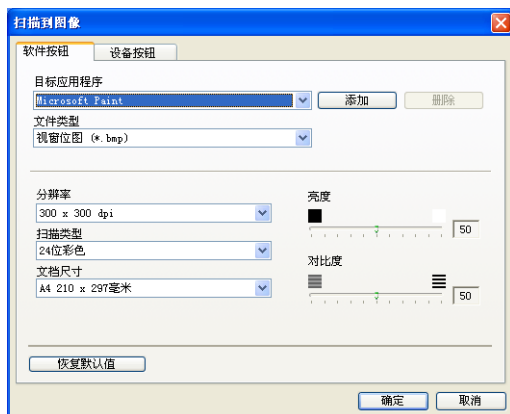 扫描到图像
软件按钮 设备按钮
目标应用程序
Microsoft Paint 添加 删除
文件类型
视窗位图 (*.bmp)
分辨率 亮度
300 x 300 dpi
50
扫描类型
24位彩色
对比度
文档尺寸
A4 210 x 297毫米
50
恢复默认值
确定 取消